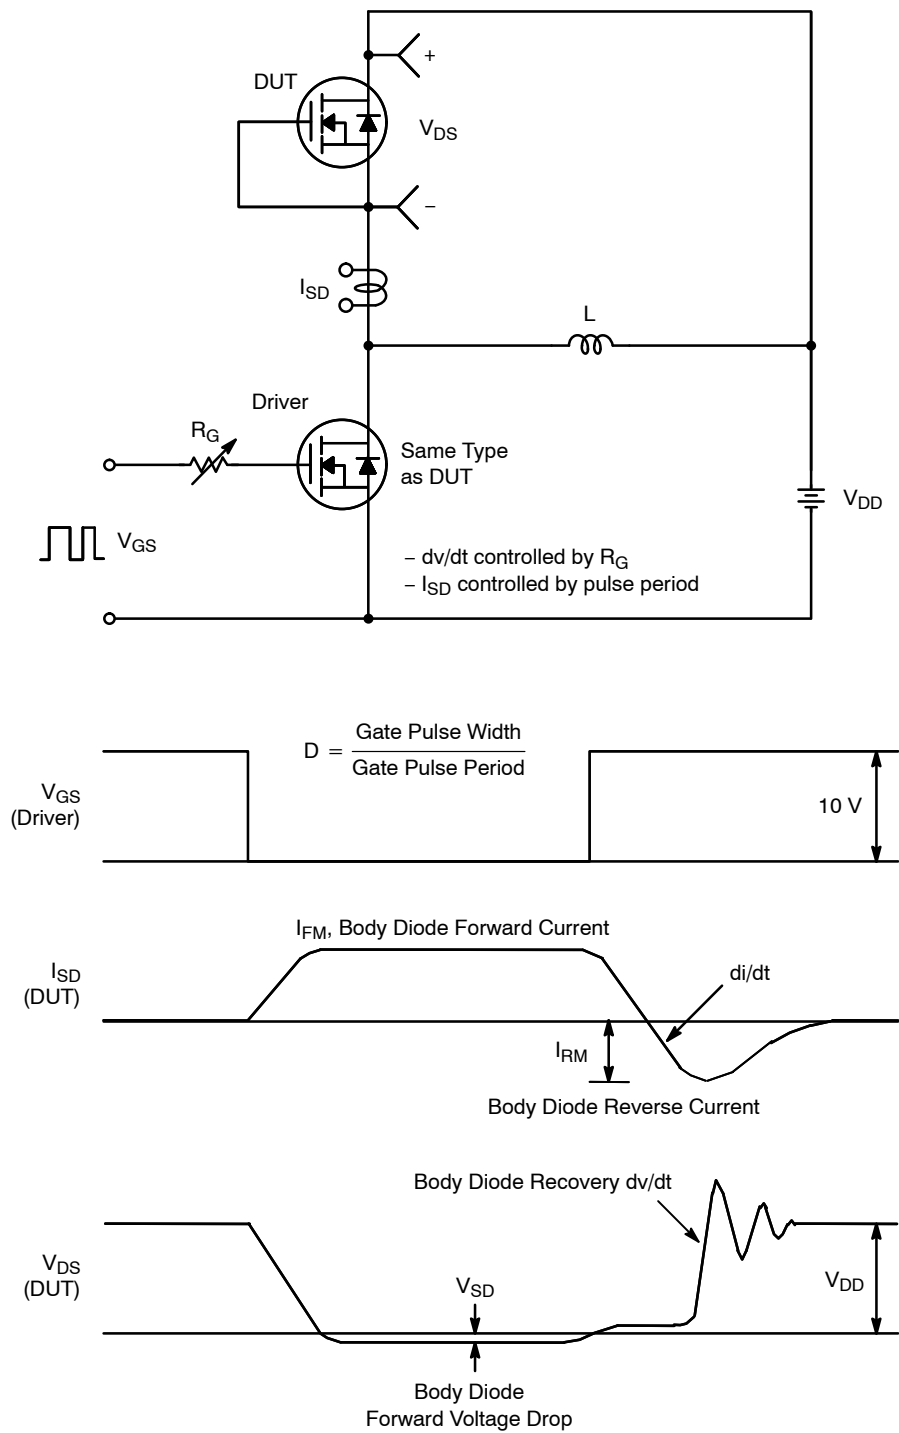 +
DUT
V_DS
−
I_SD
L
Driver
R_G
Same Type
as DUT
V_DD
V_GS
− dv/dt controlled by R_G
− I_SD controlled by pulse period
D = Gate Pulse Width / Gate Pulse Period
V_GS
(Driver)
10 V
I_FM, Body Diode Forward Current
I_SD
(DUT)
di/dt
I_RM
Body Diode Reverse Current
Body Diode Recovery dv/dt
V_DS
(DUT)
V_SD
V_DD
Body Diode
Forward Voltage Drop